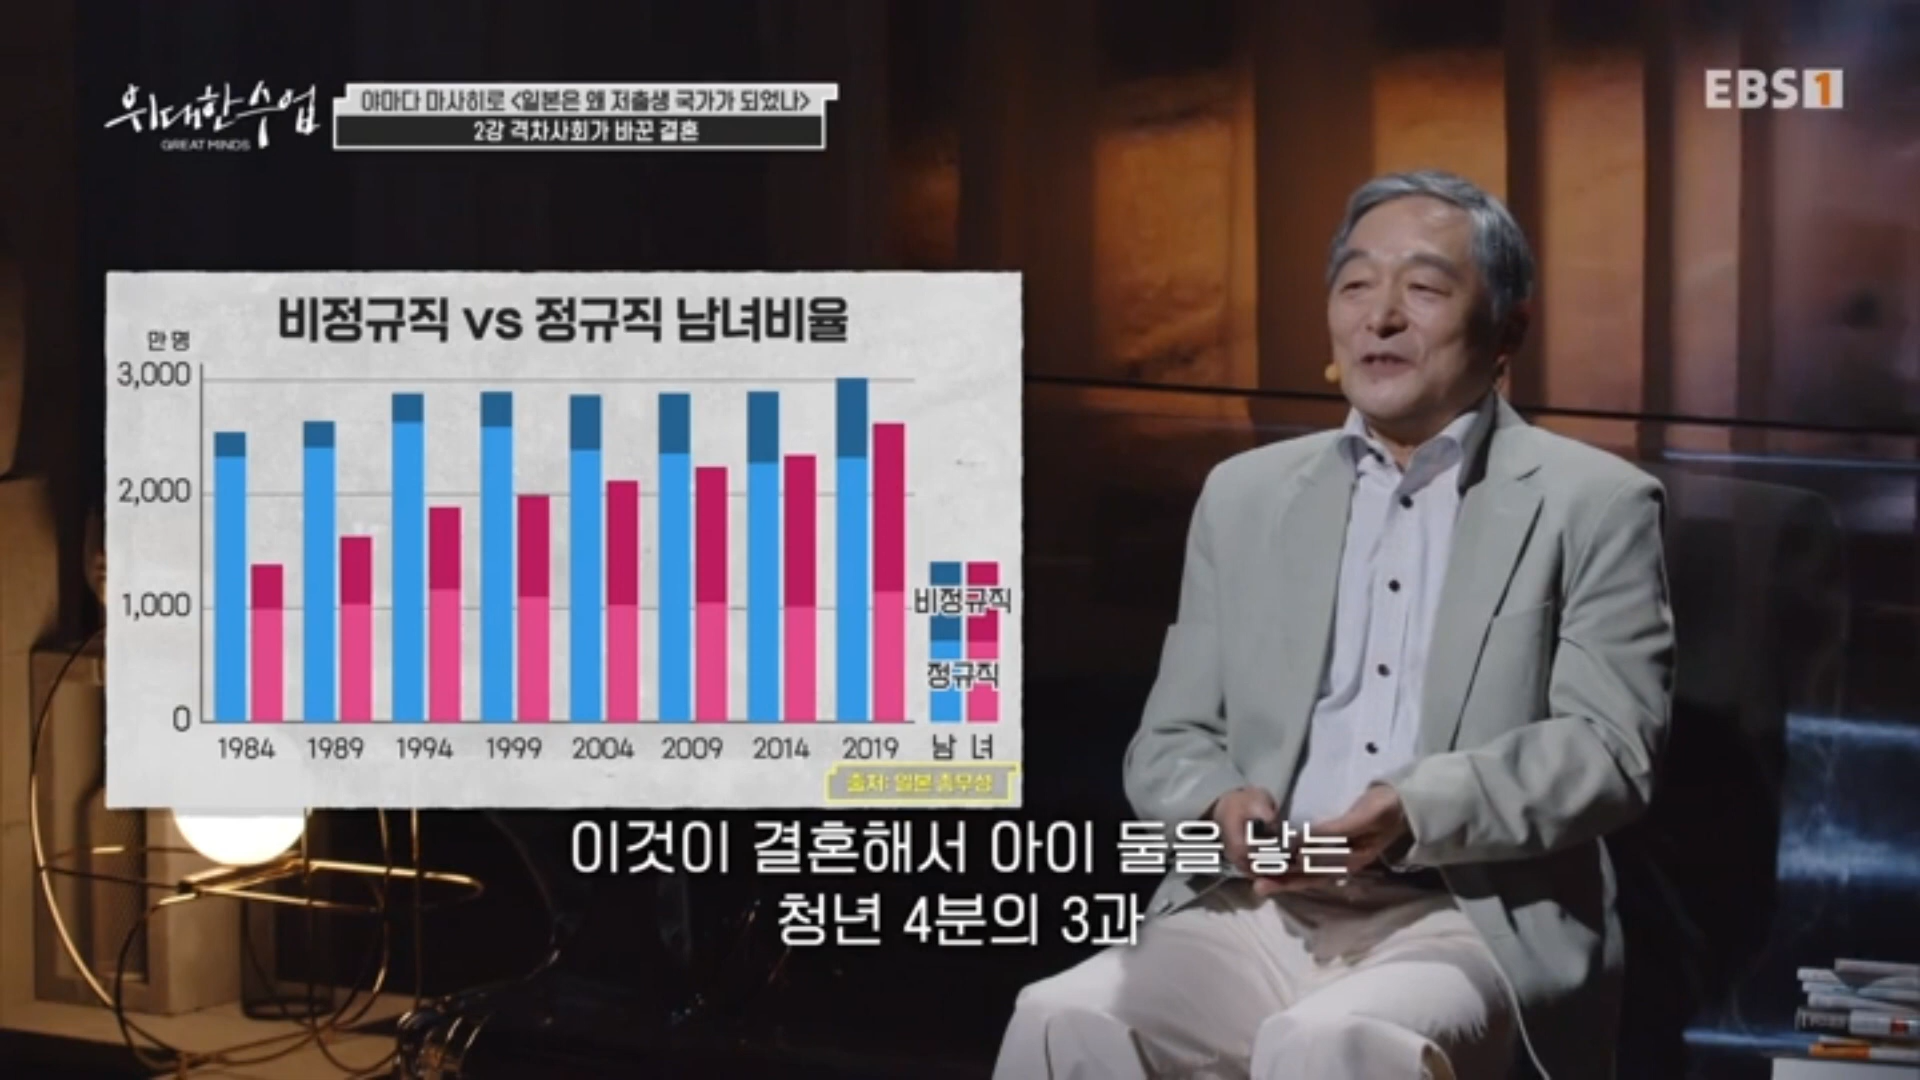 위대한 수업
GREAT MINDS
야마다 마사히로 <일본은 왜 저출생 국가가 되었나>
2강 격차사회가 바꾼 결혼
EBS1
비정규직 vs 정규직 남녀비율
만 명
3,000
2,000
1,000
0
1984 1989 1994 1999 2004 2009 2014 2019
비정규직
정규직
남 녀
출처: 일본 총무성
이것이 결혼해서 아이 둘을 낳는
청년 4분의 3과